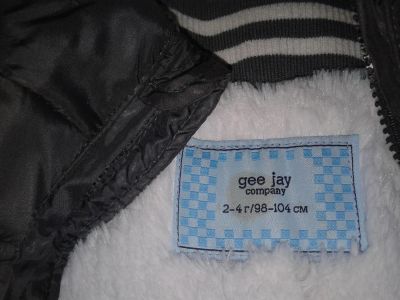 gee jay
company
2-4 г/98-104 см